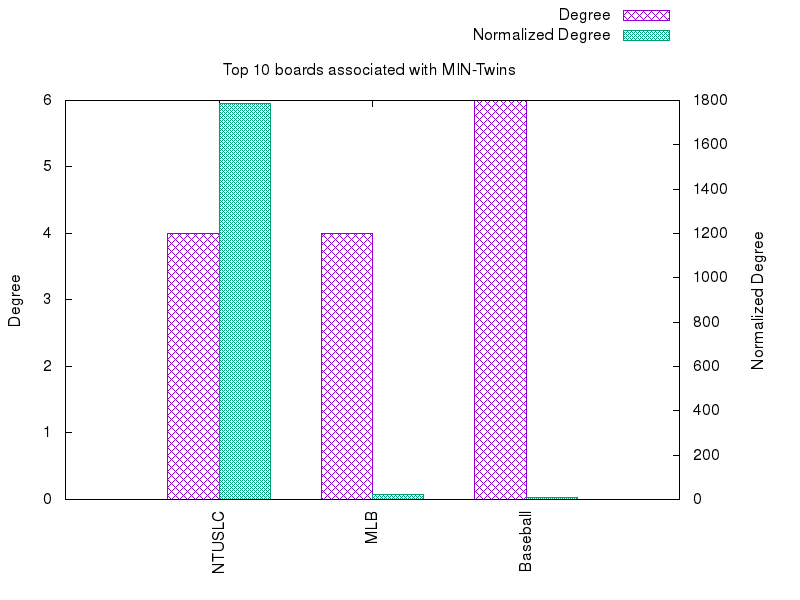 Degree
Normalized Degree
Top 10 boards associated with MIN-Twins
6
5
4
3
2
1
0
1800
1600
1400
1200
1000
800
600
400
200
0
Degree
Normalized Degree
NTUSLC
MLB
Baseball